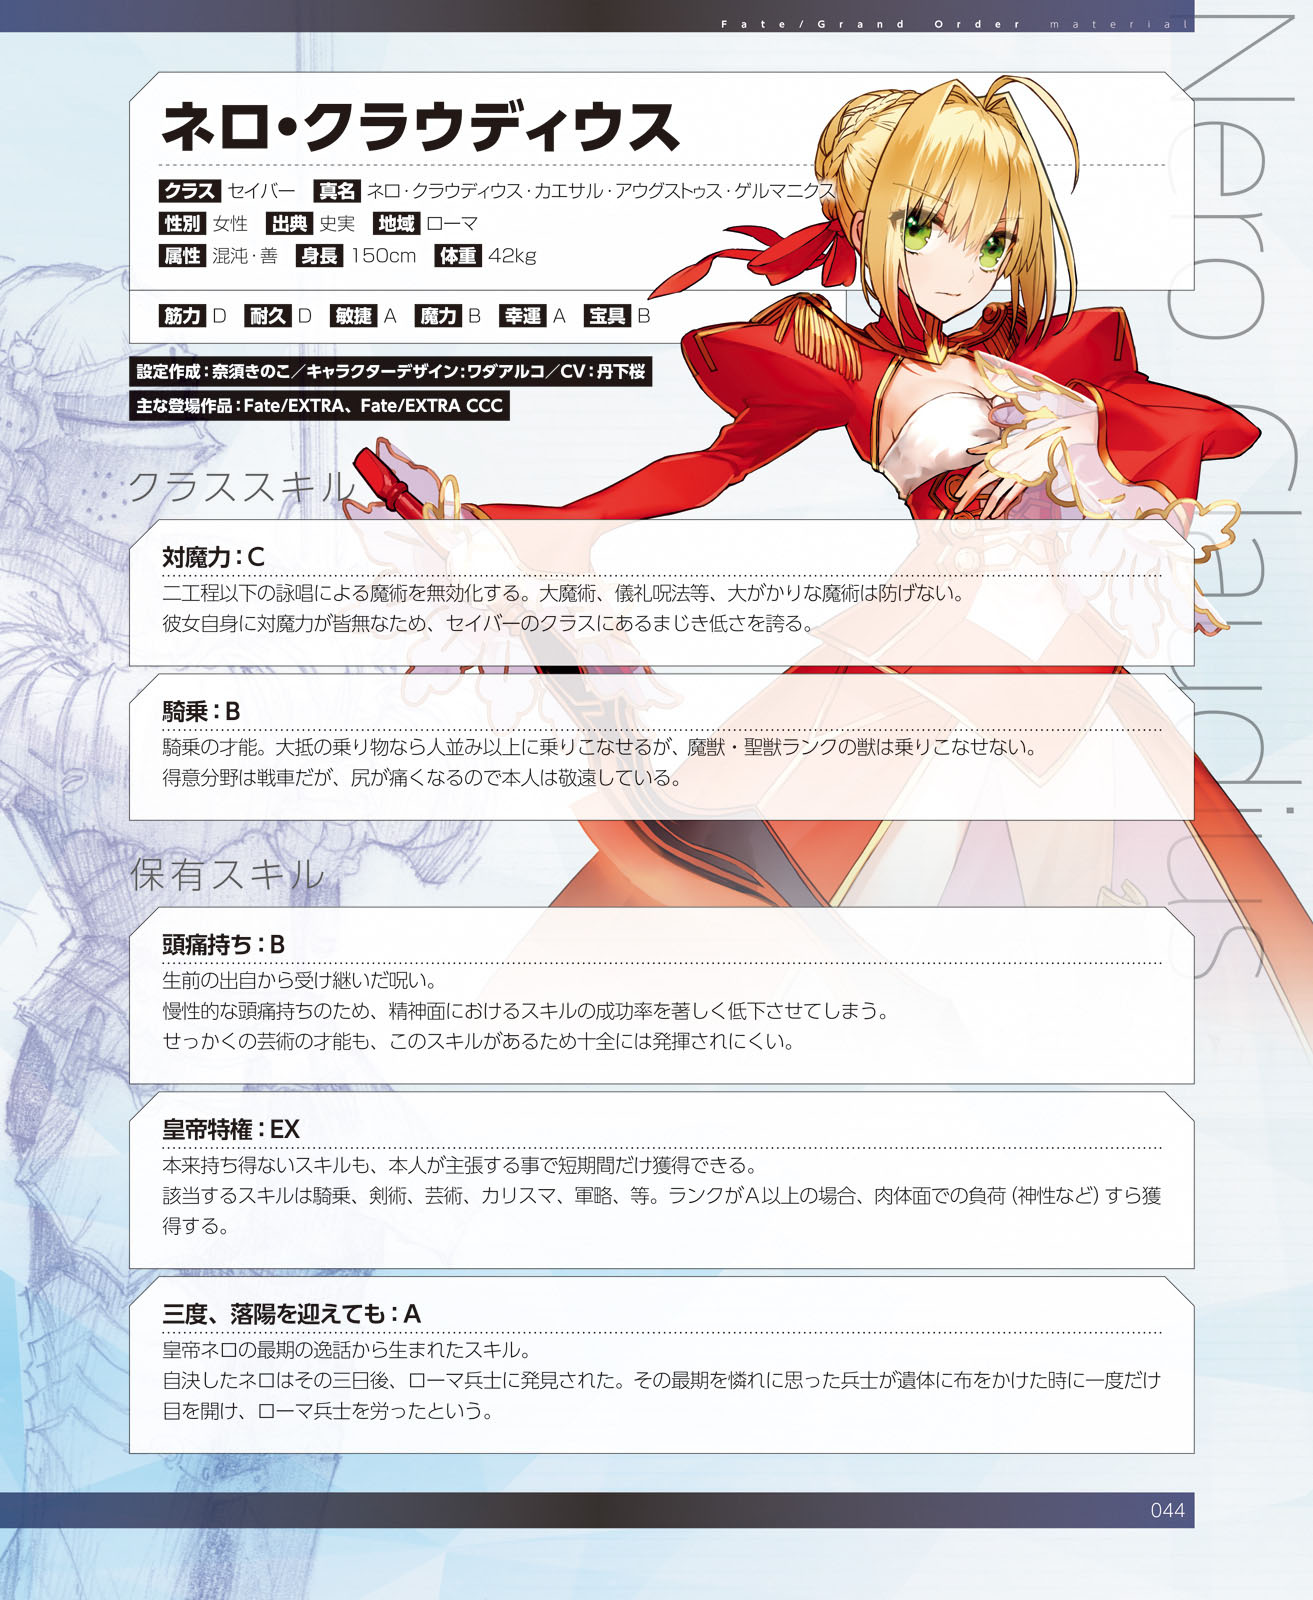 Fate/Grand Order material
Nero Claudius
ネロ・クラウディウス
クラス セイバー 真名 ネロ・クラウディウス・カエサル・アウグストゥス・ゲルマニクス
性別 女性 出典 史実 地域 ローマ
属性 混沌・善 身長 150cm 体重 42kg
筋力 D 耐久 D 敏捷 A 魔力 B 幸運 A 宝具 B
設定作成：奈須きのこ／キャラクターデザイン：ワダアルコ／CV：丹下桜
主な登場作品：Fate/EXTRA、Fate/EXTRA CCC
クラススキル
対魔力：C
二工程以下の詠唱による魔術を無効化する。大魔術、儀礼呪法等、大がかりな魔術は防げない。
彼女自身に対魔力が皆無なため、セイバーのクラスにあるまじき低さを誇る。
騎乗：B
騎乗の才能。大抵の乗り物なら人並み以上に乗りこなせるが、魔獣・聖獣ランクの獣は乗りこなせない。
得意分野は戦車だが、尻が痛くなるので本人は敬遠している。
保有スキル
頭痛持ち：B
生前の出自から受け継いだ呪い。
慢性的な頭痛持ちのため、精神面におけるスキルの成功率を著しく低下させてしまう。
せっかくの芸術の才能も、このスキルがあるため十全には発揮されにくい。
皇帝特権：EX
本来持ち得ないスキルも、本人が主張する事で短期間だけ獲得できる。
該当するスキルは騎乗、剣術、芸術、カリスマ、軍略、等。ランクがA以上の場合、肉体面での負荷（神性など）すら獲
得する。
三度、落陽を迎えても：A
皇帝ネロの最期の逸話から生まれたスキル。
自決したネロはその三日後、ローマ兵士に発見された。その最期を憐れに思った兵士が遺体に布をかけた時に一度だけ
目を開け、ローマ兵士を労ったという。
044